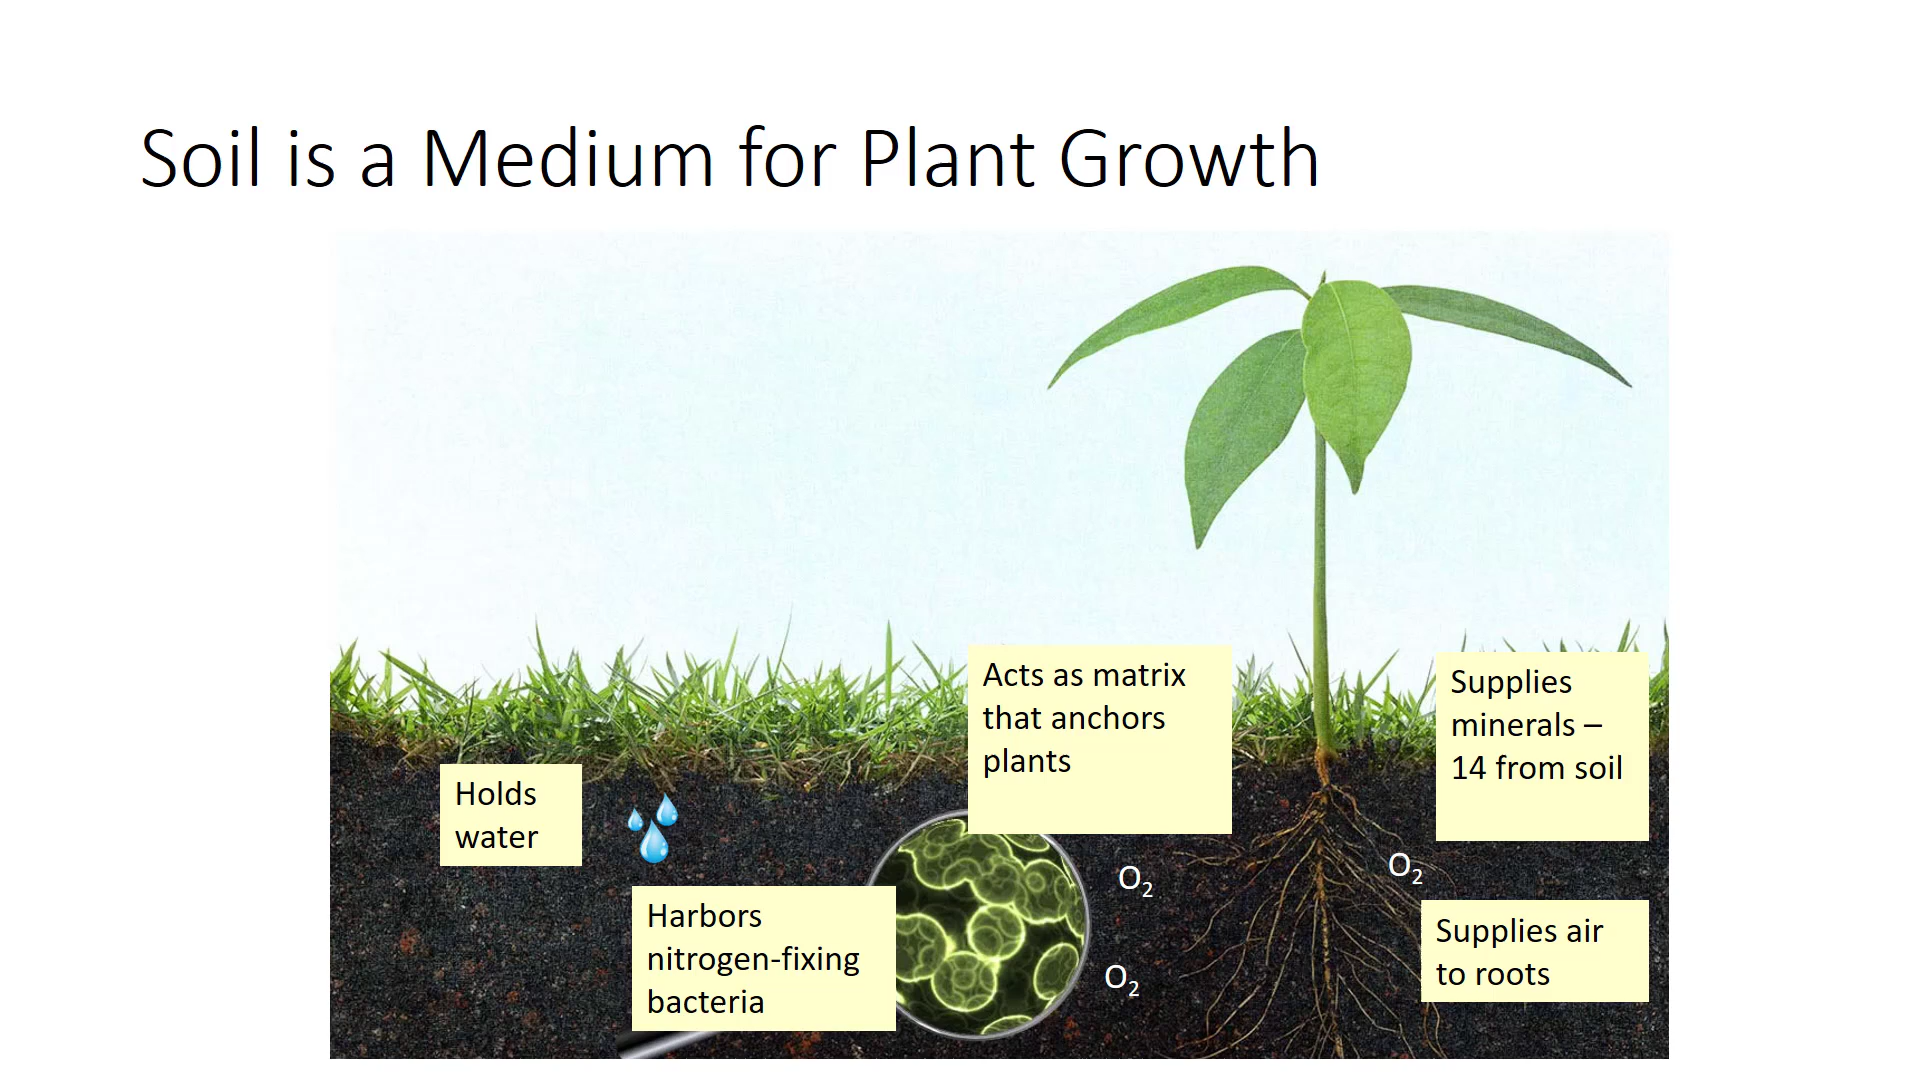 Soil is a Medium for Plant Growth
Acts as matrix
that anchors
plants
Supplies
minerals –
14 from soil
Holds
water
Harbors
nitrogen-fixing
bacteria
O₂
O₂
O₂
Supplies air
to roots